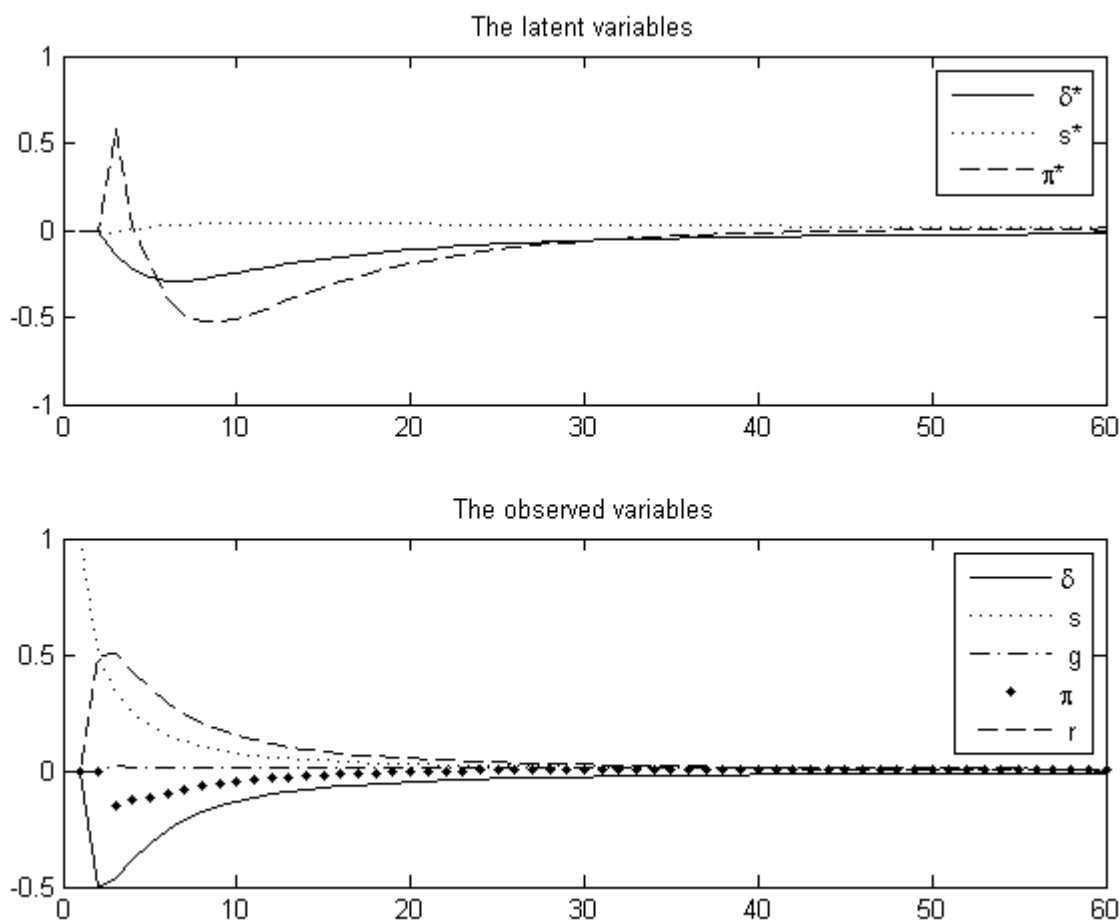 The latent variables
1
0.5
0
-0.5
-1
0 10 20 30 40 50 60
δ*
s*
π*
The observed variables
1
0.5
0
-0.5
0 10 20 30 40 50 60
δ
s
g
π
r